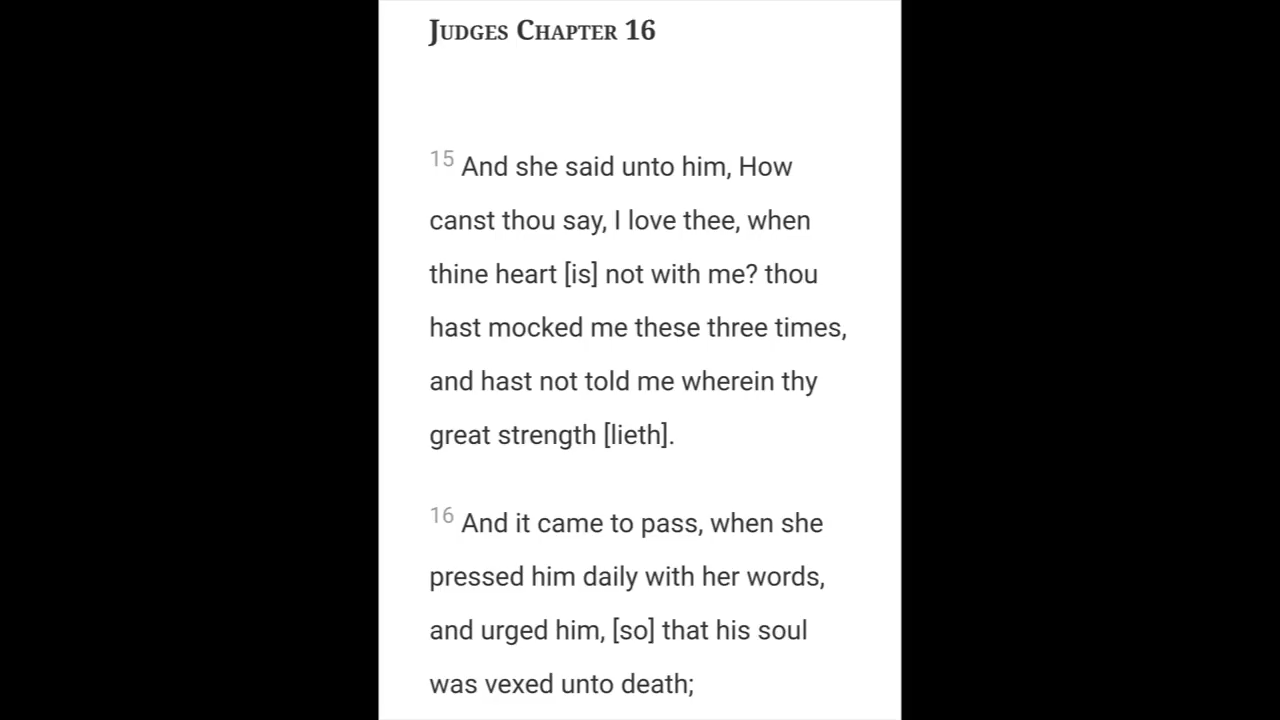 Judges Chapter 16
15 And she said unto him, How
canst thou say, I love thee, when
thine heart [is] not with me? thou
hast mocked me these three times,
and hast not told me wherein thy
great strength [lieth].
16 And it came to pass, when she
pressed him daily with her words,
and urged him, [so] that his soul
was vexed unto death;